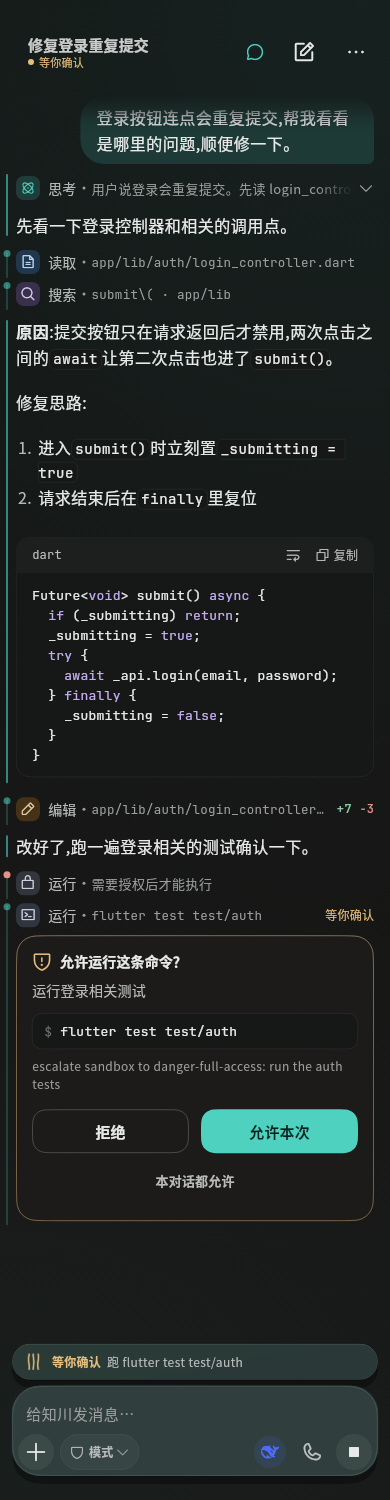 修复登录重复提交
等你确认
登录按钮连点会重复提交,帮我看看
是哪里的问题,顺便修一下。
思考 · 用户说登录会重复提交。先读 login_contro
先看一下登录控制器和相关的调用点。
读取 · app/lib/auth/login_controller.dart
搜索 · submit\( · app/lib
原因:提交按钮只在请求返回后才禁用,两次点击之
间的 await 让第二次点击也进了 submit()。
修复思路:
1. 进入 submit() 时立刻置 _submitting =
true
2. 请求结束后在 finally 里复位
dart 复制
Future<void> submit() async {
if (_submitting) return;
_submitting = true;
try {
await _api.login(email, password);
} finally {
_submitting = false;
}
}
编辑 · app/lib/auth/login_controller… +7 -3
改好了,跑一遍登录相关的测试确认一下。
运行 · 需要授权后才能执行
运行 · flutter test test/auth 等你确认
允许运行这条命令?
运行登录相关测试
$ flutter test test/auth
escalate sandbox to danger-full-access: run the auth
tests
拒绝 允许本次
本对话都允许
等你确认 跑 flutter test test/auth
给知川发消息…
模式